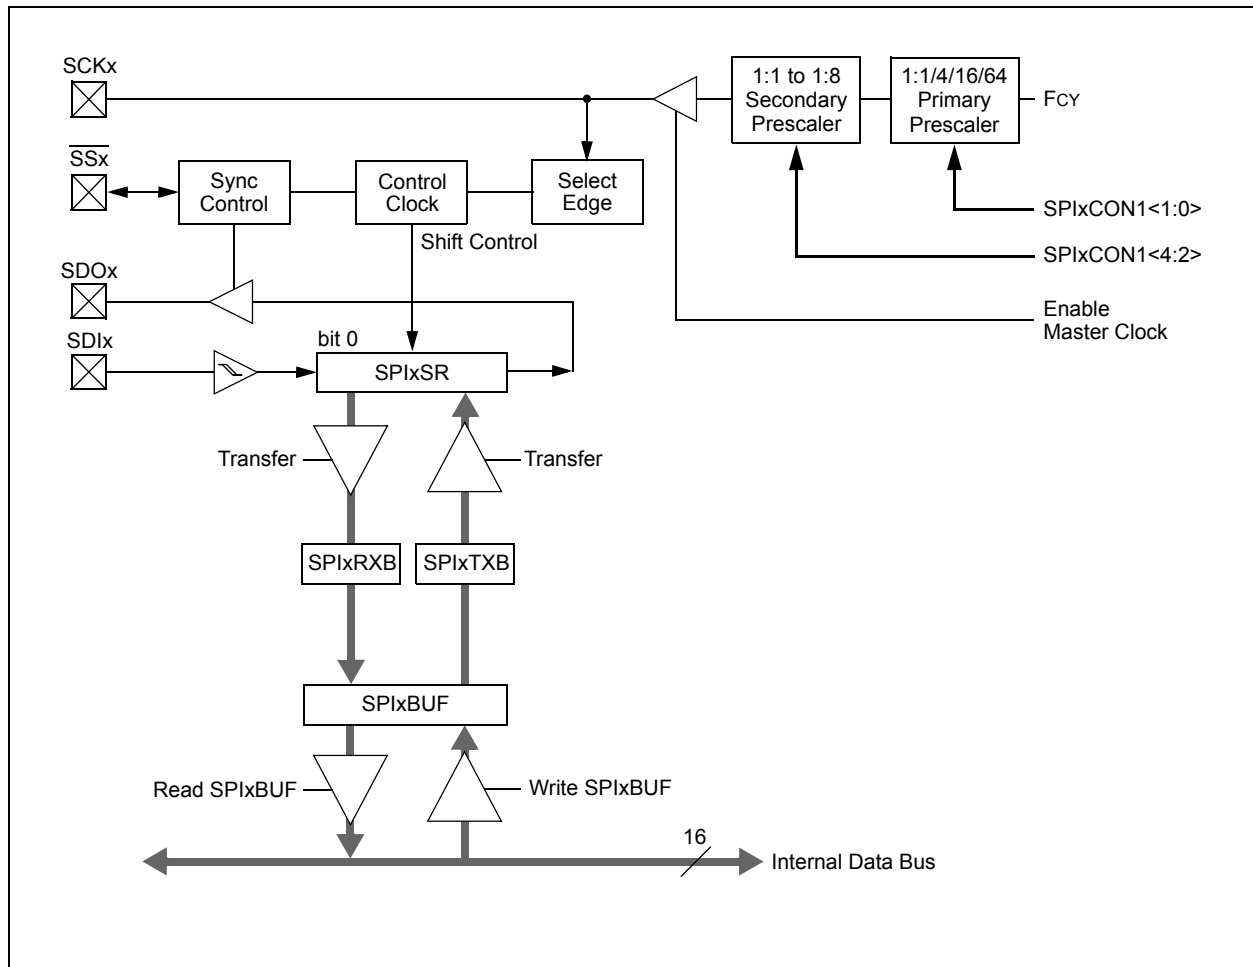 SCKx
1:1 to 1:8
Secondary
Prescaler
1:1/4/16/64
Primary
Prescaler
FCY
SSx
Sync
Control
Control
Clock
Select
Edge
SPIxCON1<1:0>
Shift Control
SPIxCON1<4:2>
SDOx
Enable
Master Clock
SDIx
bit 0
SPIxSR
Transfer
Transfer
SPIxRXB
SPIxTXB
SPIxBUF
Read SPIxBUF
Write SPIxBUF
16
Internal Data Bus